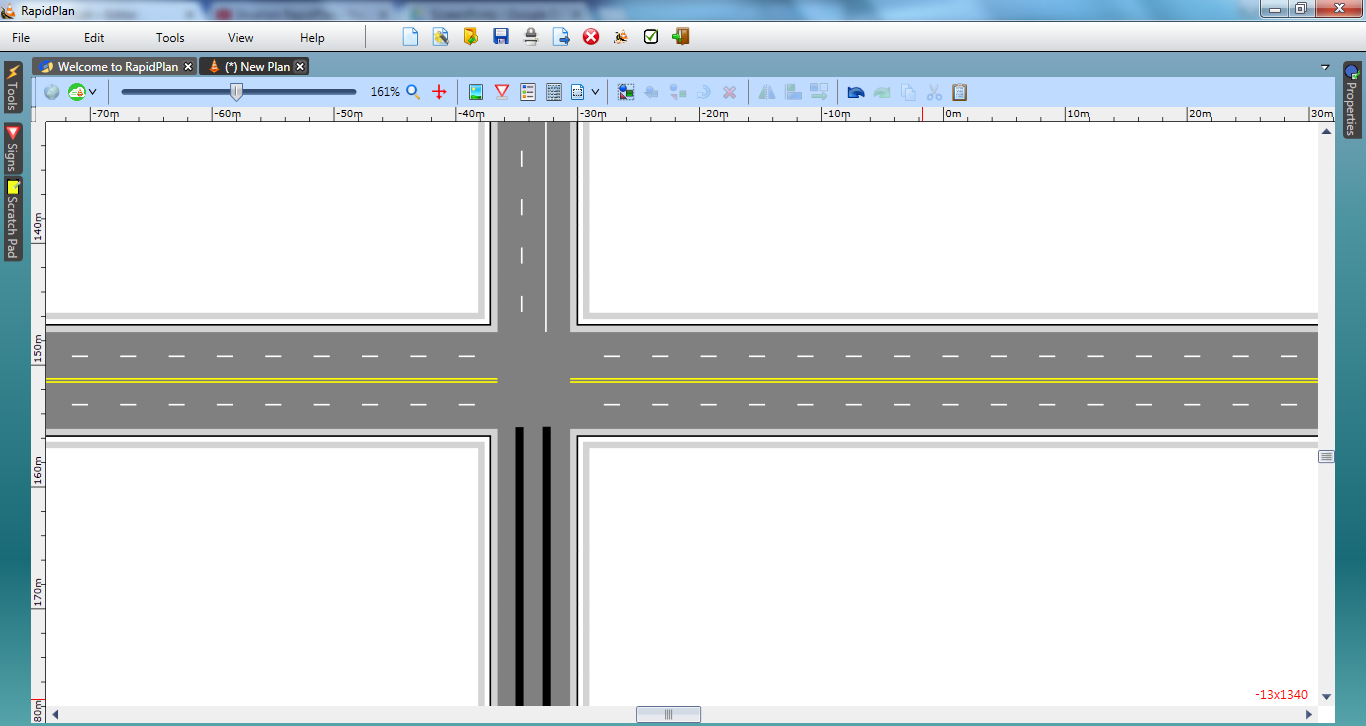 RapidPlan
File Edit Tools View Help
Welcome to RapidPlan (*) New Plan
161%
-70m -60m -50m -40m -30m -20m -10m 0m 10m 20m 30m
Tools
Signs
Scratch Pad
Properties
140m
150m
160m
170m
80m
-13x1340